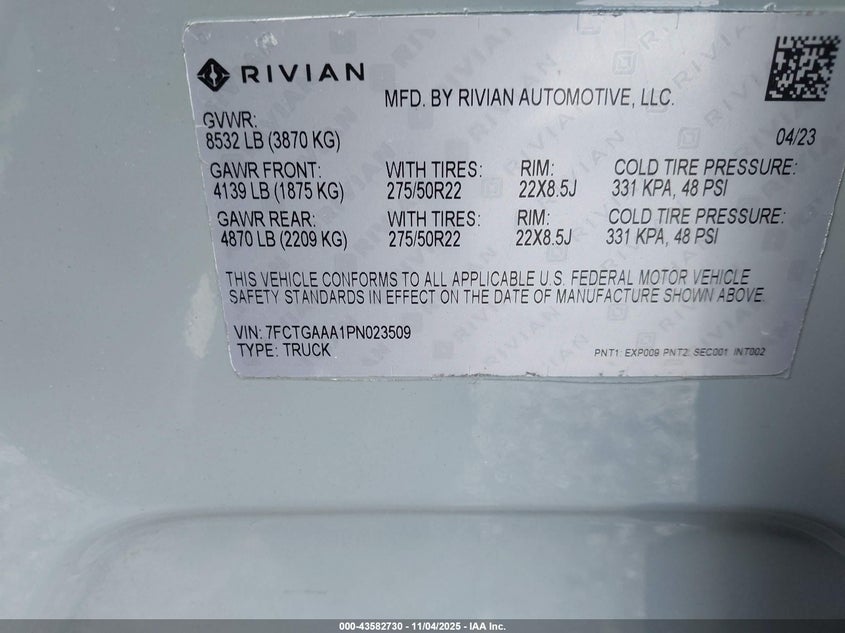 RIVIAN
MFD. BY RIVIAN AUTOMOTIVE, LLC.
GVWR:
8532 LB (3870 KG)
04/23
GAWR FRONT: WITH TIRES: RIM: COLD TIRE PRESSURE:
4139 LB (1875 KG) 275/50R22 22X8.5J 331 KPA, 48 PSI
GAWR REAR: WITH TIRES: RIM: COLD TIRE PRESSURE:
4870 LB (2209 KG) 275/50R22 22X8.5J 331 KPA, 48 PSI
THIS VEHICLE CONFORMS TO ALL APPLICABLE U.S. FEDERAL MOTOR VEHICLE
SAFETY STANDARDS IN EFFECT ON THE DATE OF MANUFACTURE SHOWN ABOVE.
VIN: 7FCTGAAA1PN023509
TYPE: TRUCK
PNT1: EXP009 PNT2: SEC001 INT002
000-43582730 - 11/04/2025 - IAA Inc.